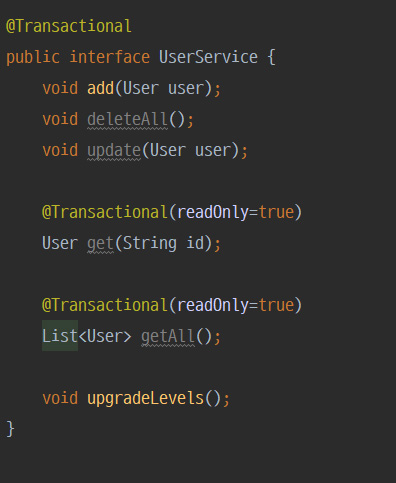 @Transactional
public interface UserService {
    void add(User user);
    void deleteAll();
    void update(User user);

    @Transactional(readOnly=true)
    User get(String id);

    @Transactional(readOnly=true)
    List<User> getAll();

    void upgradeLevels();
}